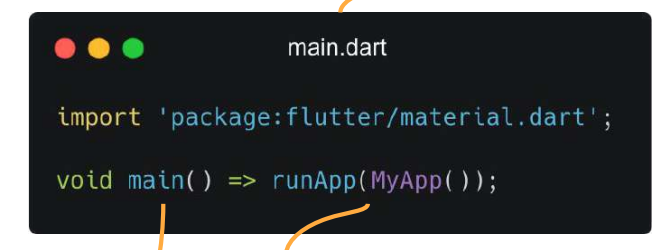 main.dart
import 'package:flutter/material.dart';
void main() => runApp(MyApp());